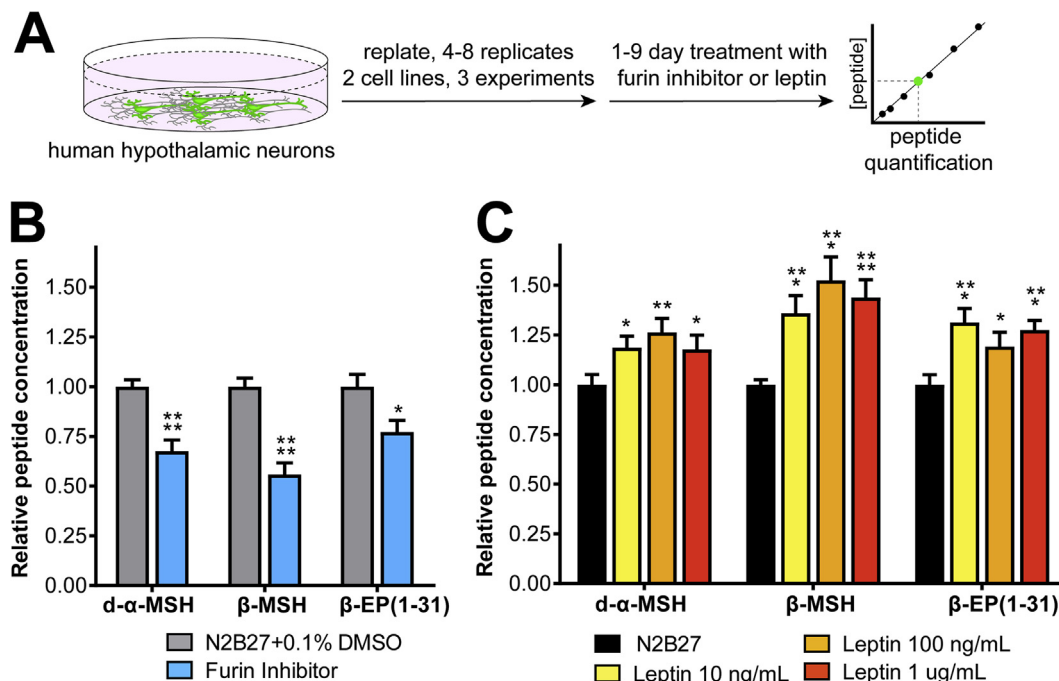 A
replate, 4-8 replicates
2 cell lines, 3 experiments
1-9 day treatment with
furin inhibitor or leptin
human hypothalamic neurons
[peptide]
peptide
quantification
B
Relative peptide concentration
1.50
1.25
1.00
0.75
0.50
0.25
0.00
**
**
**
**
*
d-α-MSH
β-MSH
β-EP(1-31)
N2B27+0.1% DMSO
Furin Inhibitor
C
Relative peptide concentration
1.50
1.25
1.00
0.75
0.50
0.25
0.00
*
**
*
**
*
**
*
**
**
**
*
*
**
*
d-α-MSH
β-MSH
β-EP(1-31)
N2B27
Leptin 10 ng/mL
Leptin 100 ng/mL
Leptin 1 ug/mL